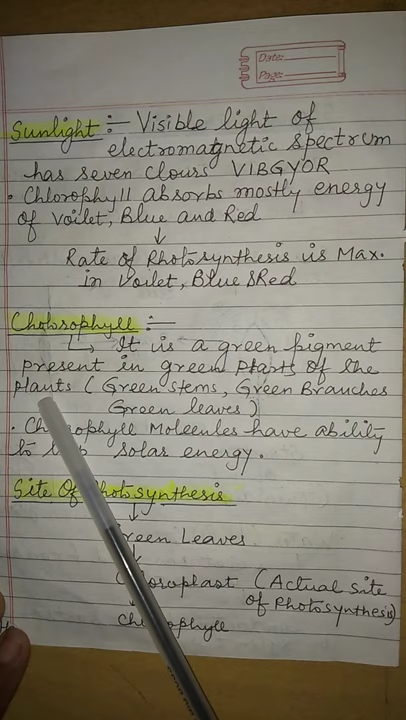 Date:
Page:
Sunlight :- Visible light of
electromagnetic spectrum
has seven clours VIBGYOR
• Chlorophyll absorbs mostly energy
of Voilet, Blue and Red
↓
Rate of Photosynthesis is Max.
in Voilet, Blue & Red
:-
It is a green pigment
present in green parts of the
plants (Green stems, Green Branches
Green leaves)
• Molecules have ability
to solar energy.
Site Of Photosynthesis
↓
Green Leaves
↓
Chloroplast (Actual Site
of Photosynthesis)
Chlorophyll